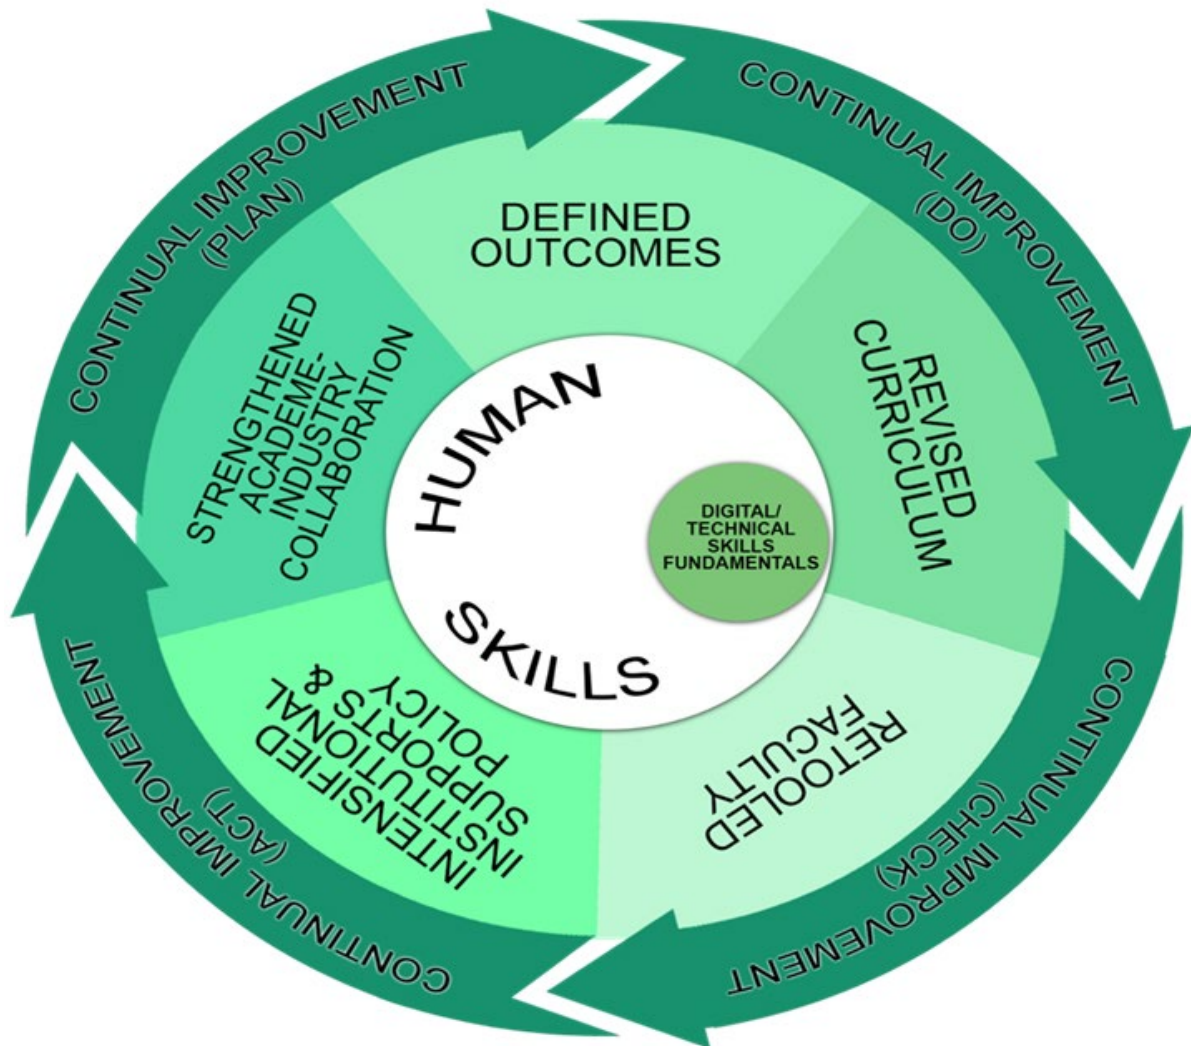 CONTINUAL IMPROVEMENT
(PLAN)
CONTINUAL IMPROVEMENT
(DO)
CONTINUAL IMPROVEMENT
(CHECK)
CONTINUAL IMPROVEMENT
(ACT)
DEFINED
OUTCOMES
REVISED
CURRICULUM
RETOOLED
FACULTY
INTENSIFIED
INSTITUTIONAL
SUPPORTS &
POLICY
STRENGTHENED
ACADEME-
INDUSTRY
COLLABORATION
HUMAN
SKILLS
DIGITAL/
TECHNICAL
SKILLS
FUNDAMENTALS